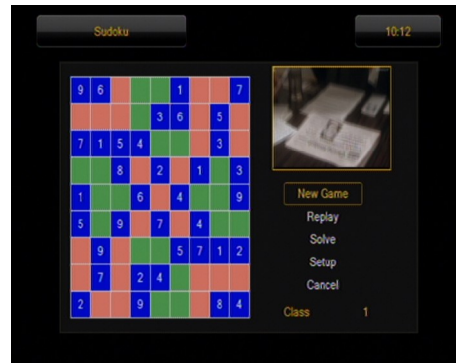 Sudoku
10:12
9 6 1 7
3 6 5
7 1 5 4 3
8 2 1 3
1 6 4 9
5 9 7 4
9 5 7 1 2
7 2 4
2 9 8 4
New Game
Replay
Solve
Setup
Cancel
Class 1